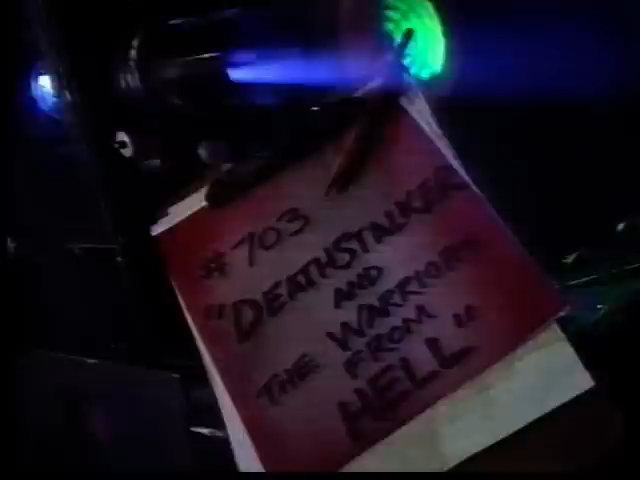 #703
"DEATHSTALKER
AND
THE WARRIORS
FROM
HELL"